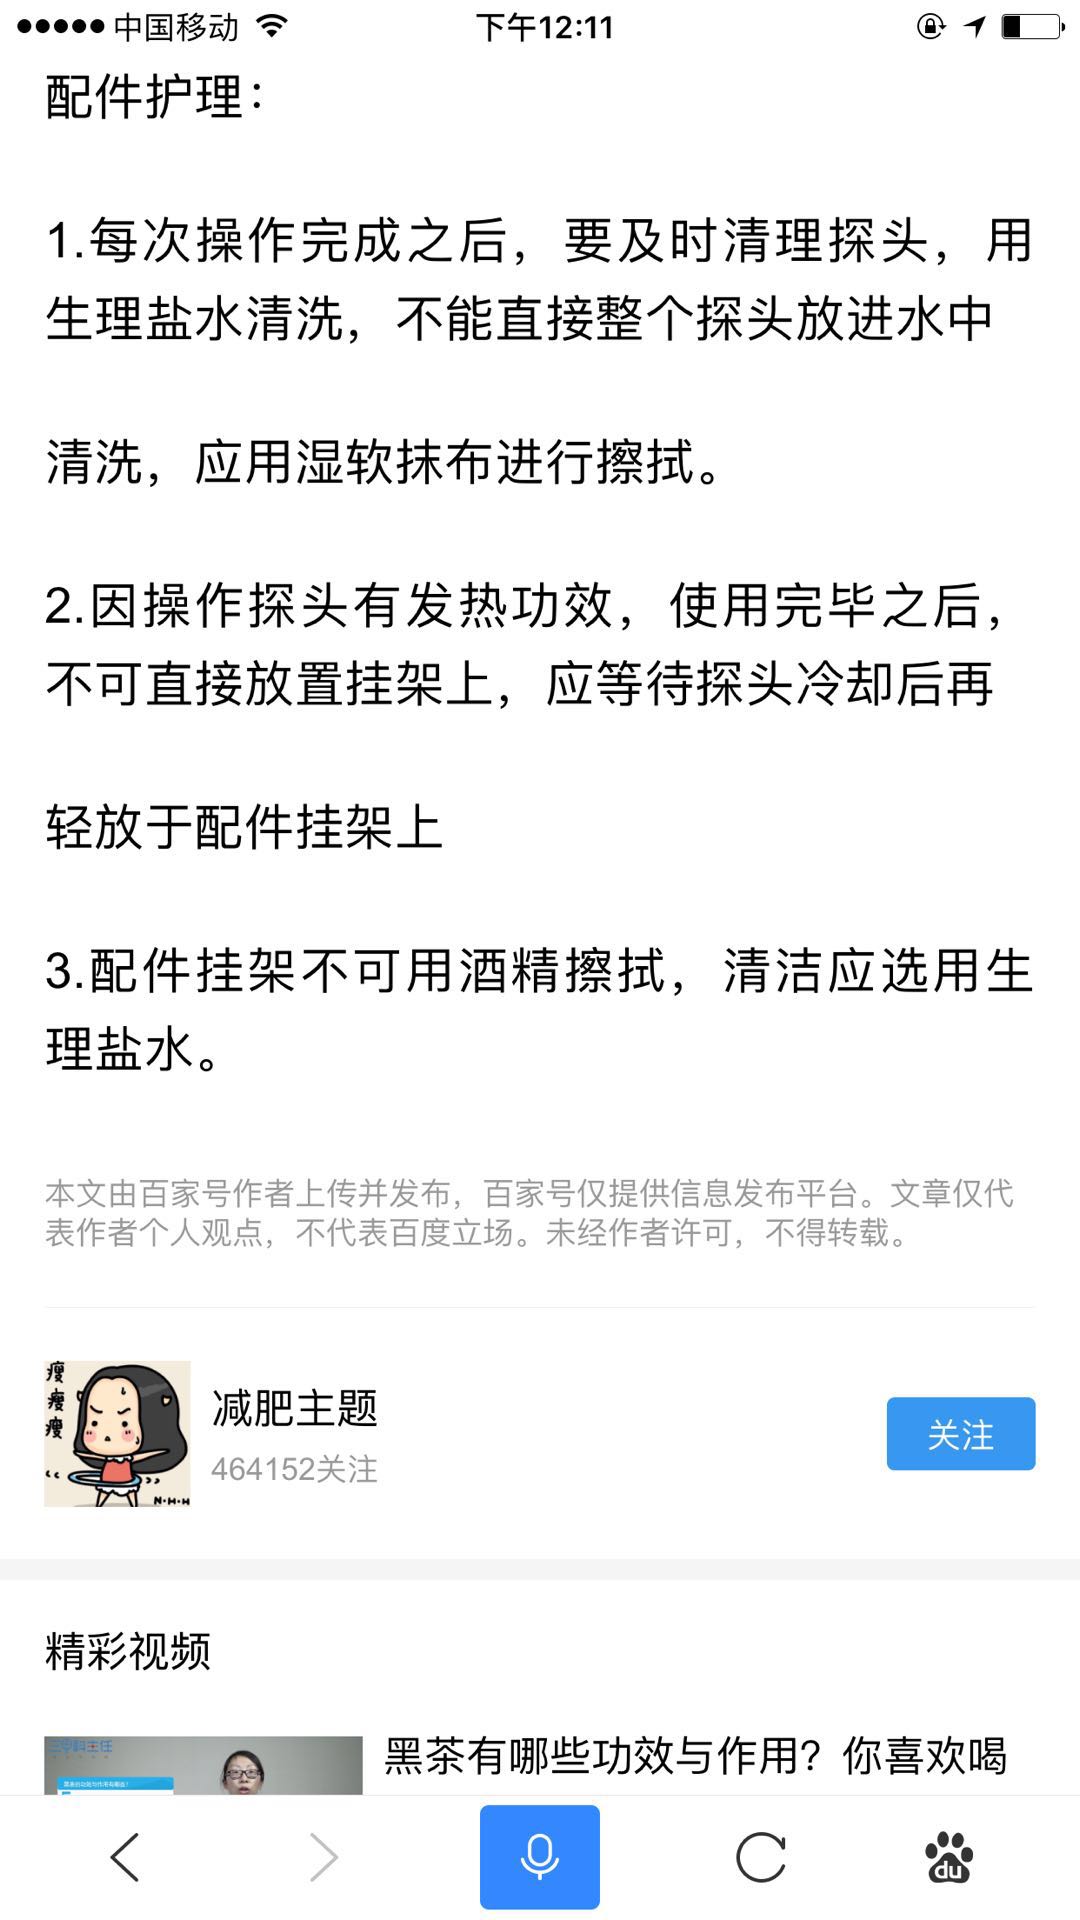 中国移动 下午12:11
配件护理：
1.每次操作完成之后，要及时清理探头，用
生理盐水清洗，不能直接整个探头放进水中
清洗，应用湿软抹布进行擦拭。
2.因操作探头有发热功效，使用完毕之后，
不可直接放置挂架上，应等待探头冷却后再
轻放于配件挂架上
3.配件挂架不可用酒精擦拭，清洁应选用生
理盐水。
本文由百家号作者上传并发布，百家号仅提供信息发布平台。文章仅代
表作者个人观点，不代表百度立场。未经作者许可，不得转载。
瘦
瘦
瘦
N·H·H
减肥主题
464152关注
关注
精彩视频
三甲科主任
黑茶有哪些功效与作用？你喜欢喝
du